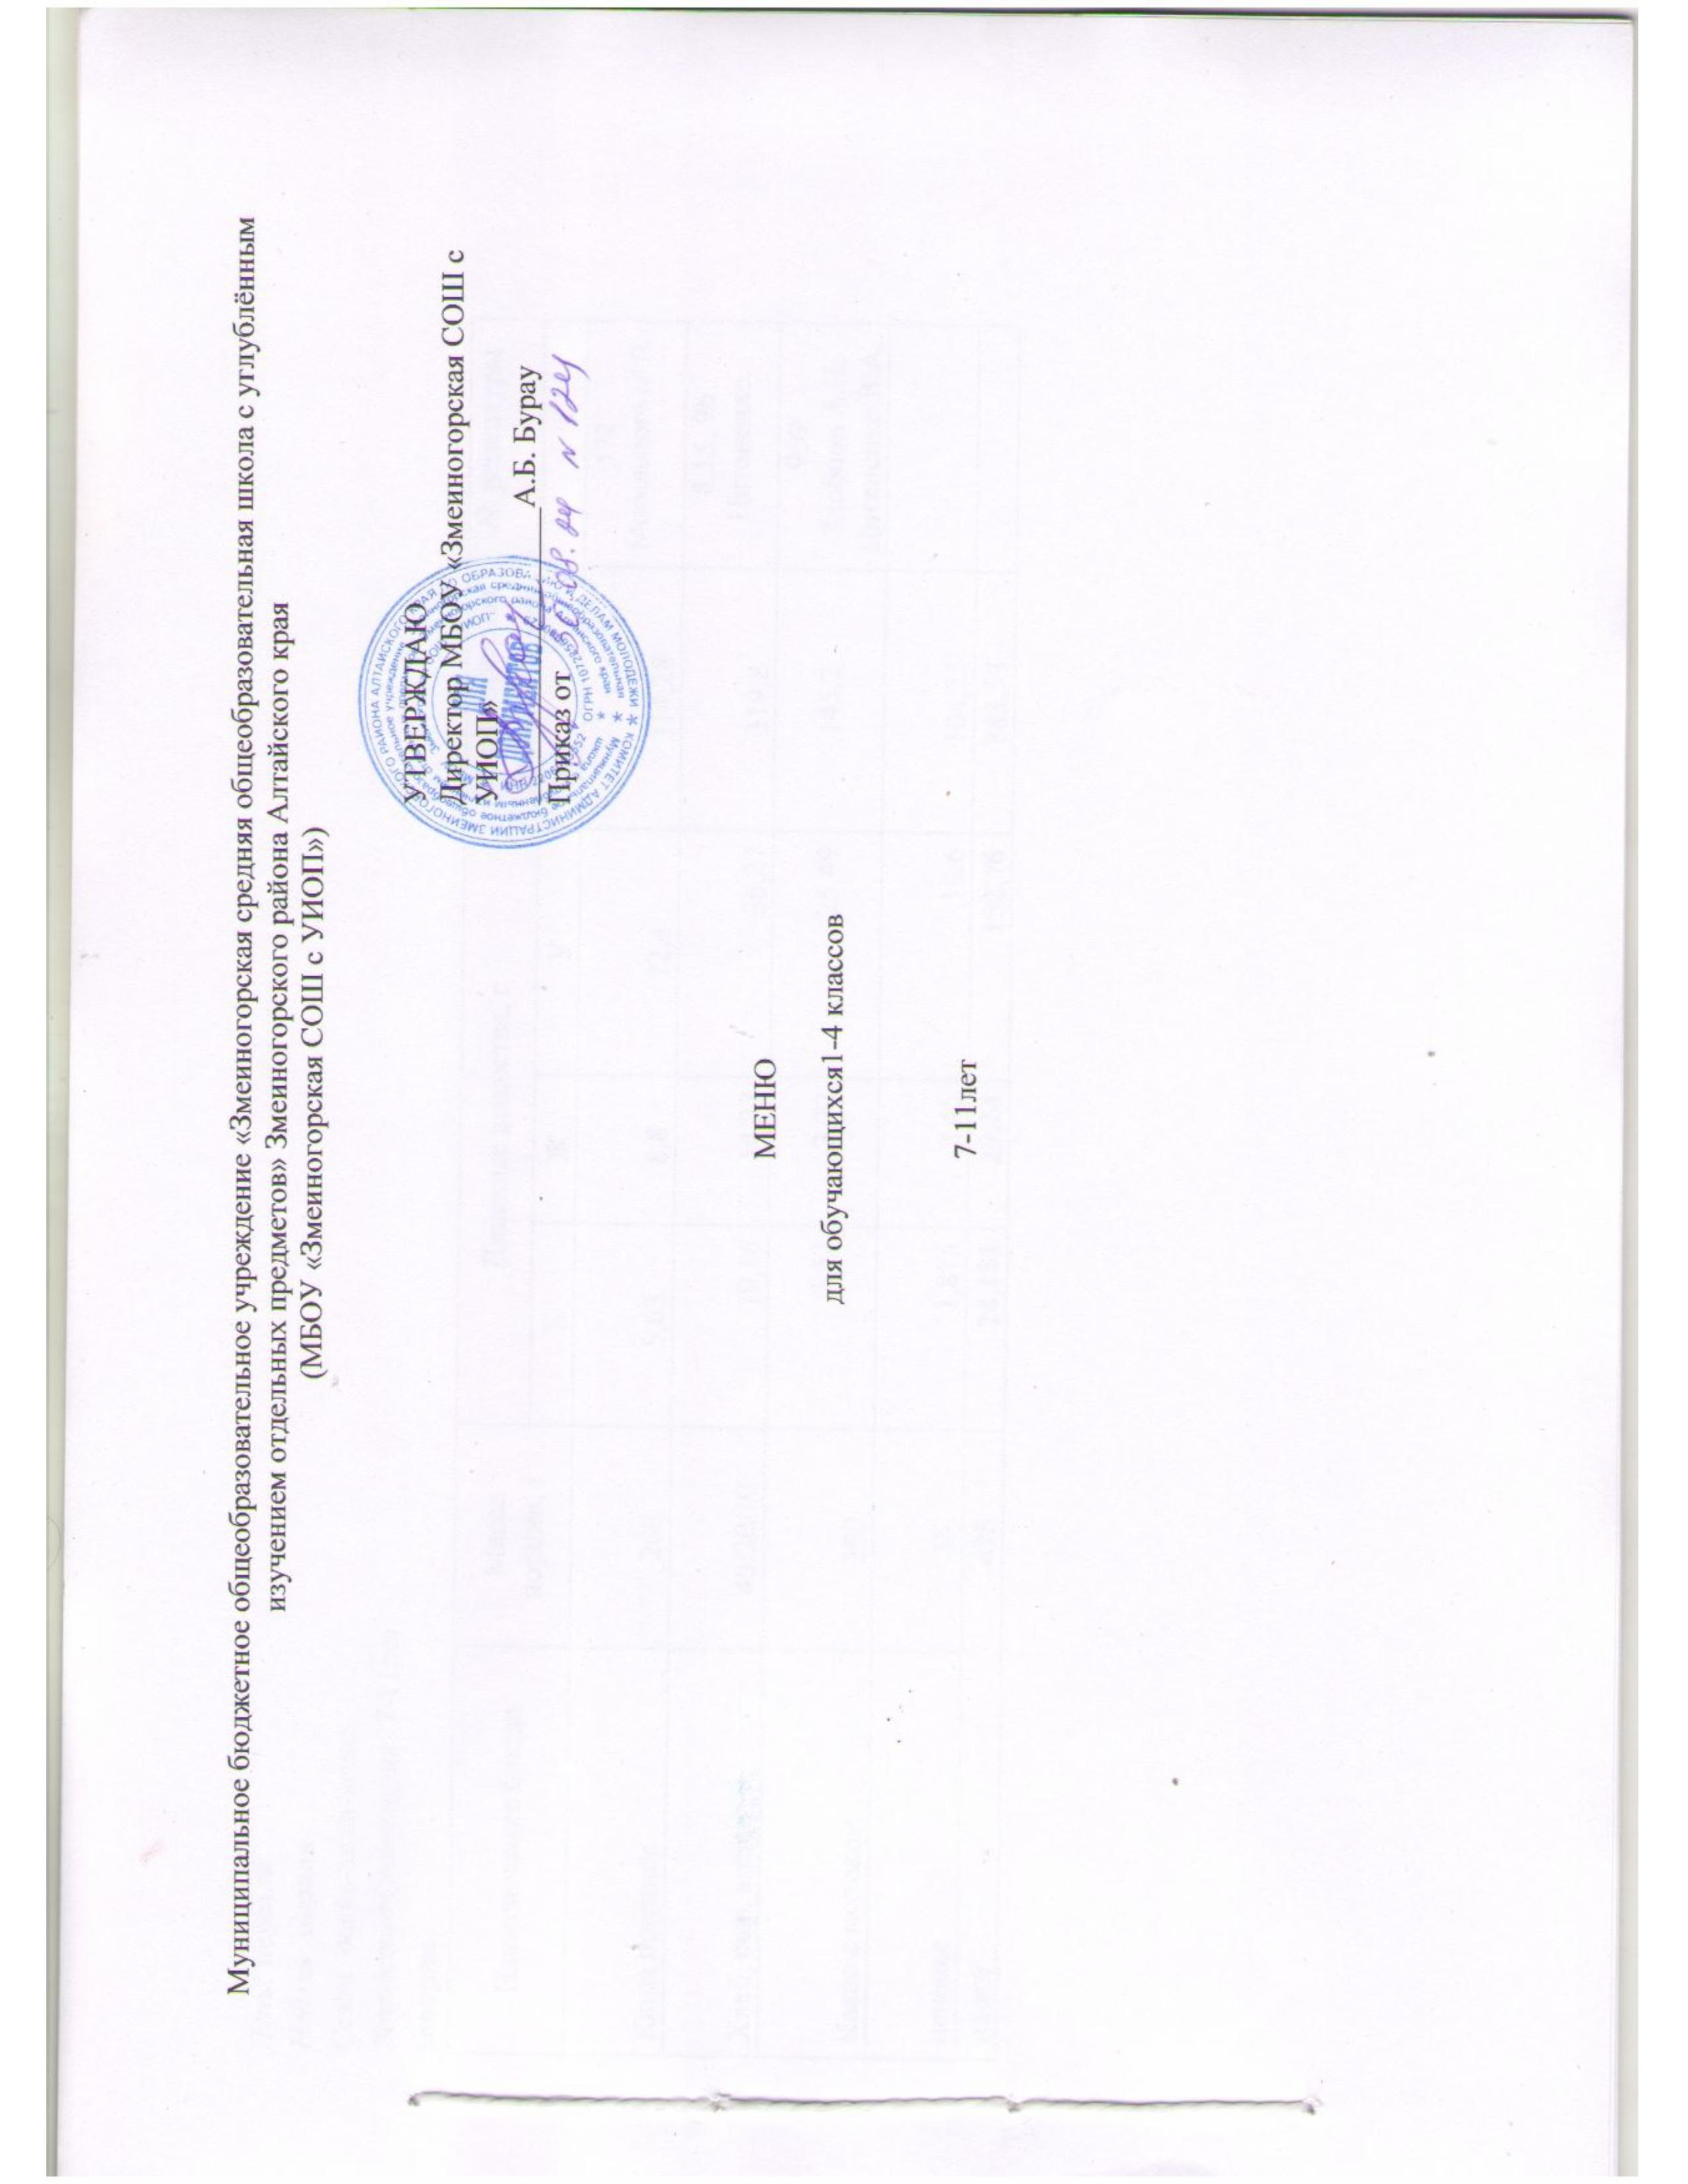 Муниципальное бюджетное общеобразовательное учреждение «Змеиногорская средняя общеобразовательная школа с углублённым
изучением отдельных предметов» Змеиногорского района Алтайского края
(МБОУ «Змеиногорская СОШ с УИОП»)
УТВЕРЖДАЮ
Директор МБОУ «Змеиногорская СОШ с
УИОП»
А.Б. Бурау
Приказ от N 124
МЕНЮ
для обучающихся1-4 классов
7-11лет